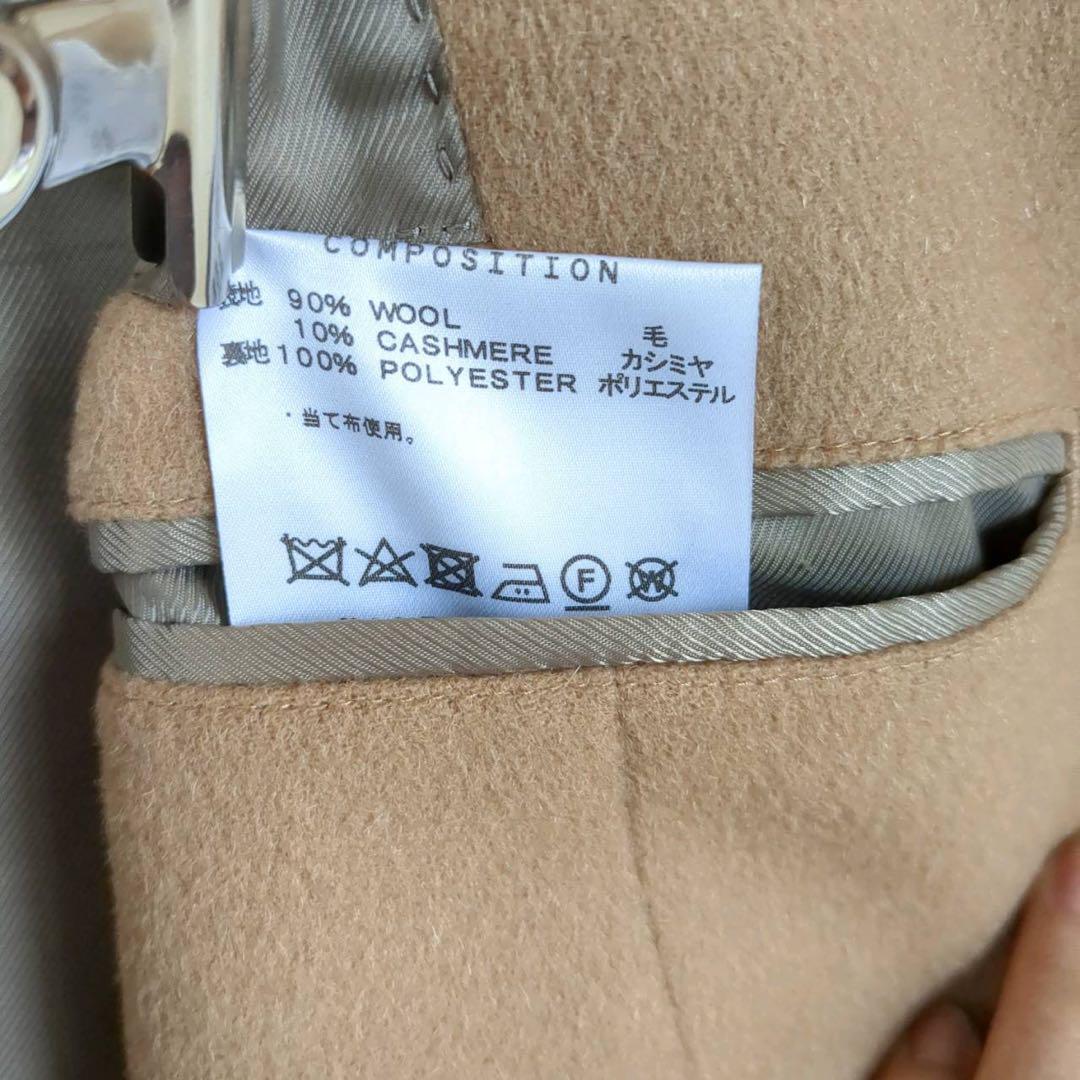 COMPOSITION
表地 90% WOOL 毛
10% CASHMERE カシミヤ
裏地 100% POLYESTER ポリエステル
・当て布使用。
F W